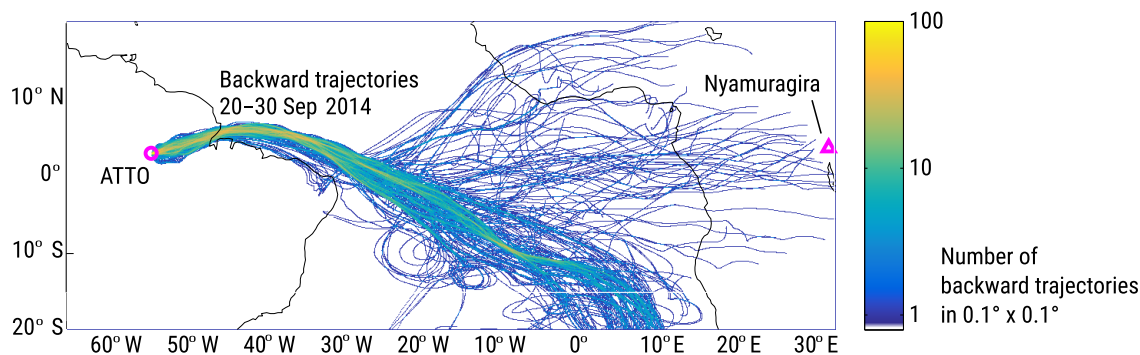 Backward trajectories
20–30 Sep 2014
ATTO
Nyamuragira
10° N
0°
10° S
20° S
60° W
50° W
40° W
30° W
20° W
10° W
0°
10° E
20° E
30° E
100
10
1
Number of
backward trajectories
in 0.1° x 0.1°